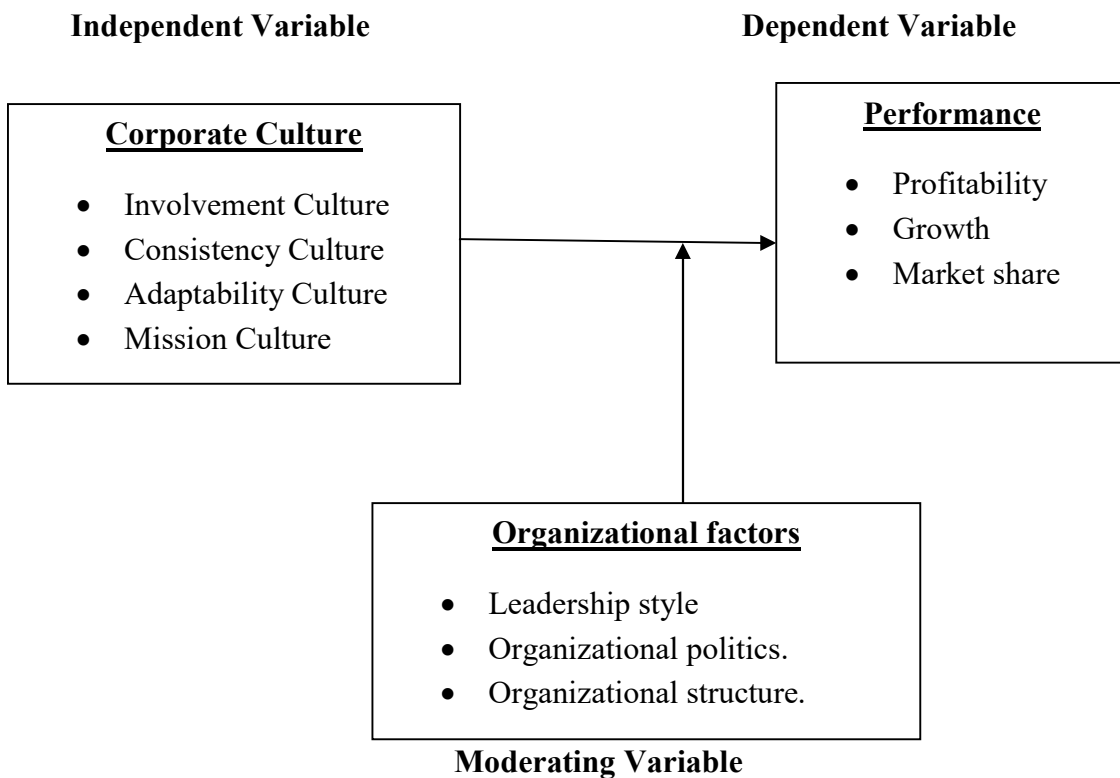 Independent Variable
Dependent Variable
Corporate Culture
• Involvement Culture
• Consistency Culture
• Adaptability Culture
• Mission Culture
Performance
• Profitability
• Growth
• Market share
Organizational factors
• Leadership style
• Organizational politics.
• Organizational structure.
Moderating Variable